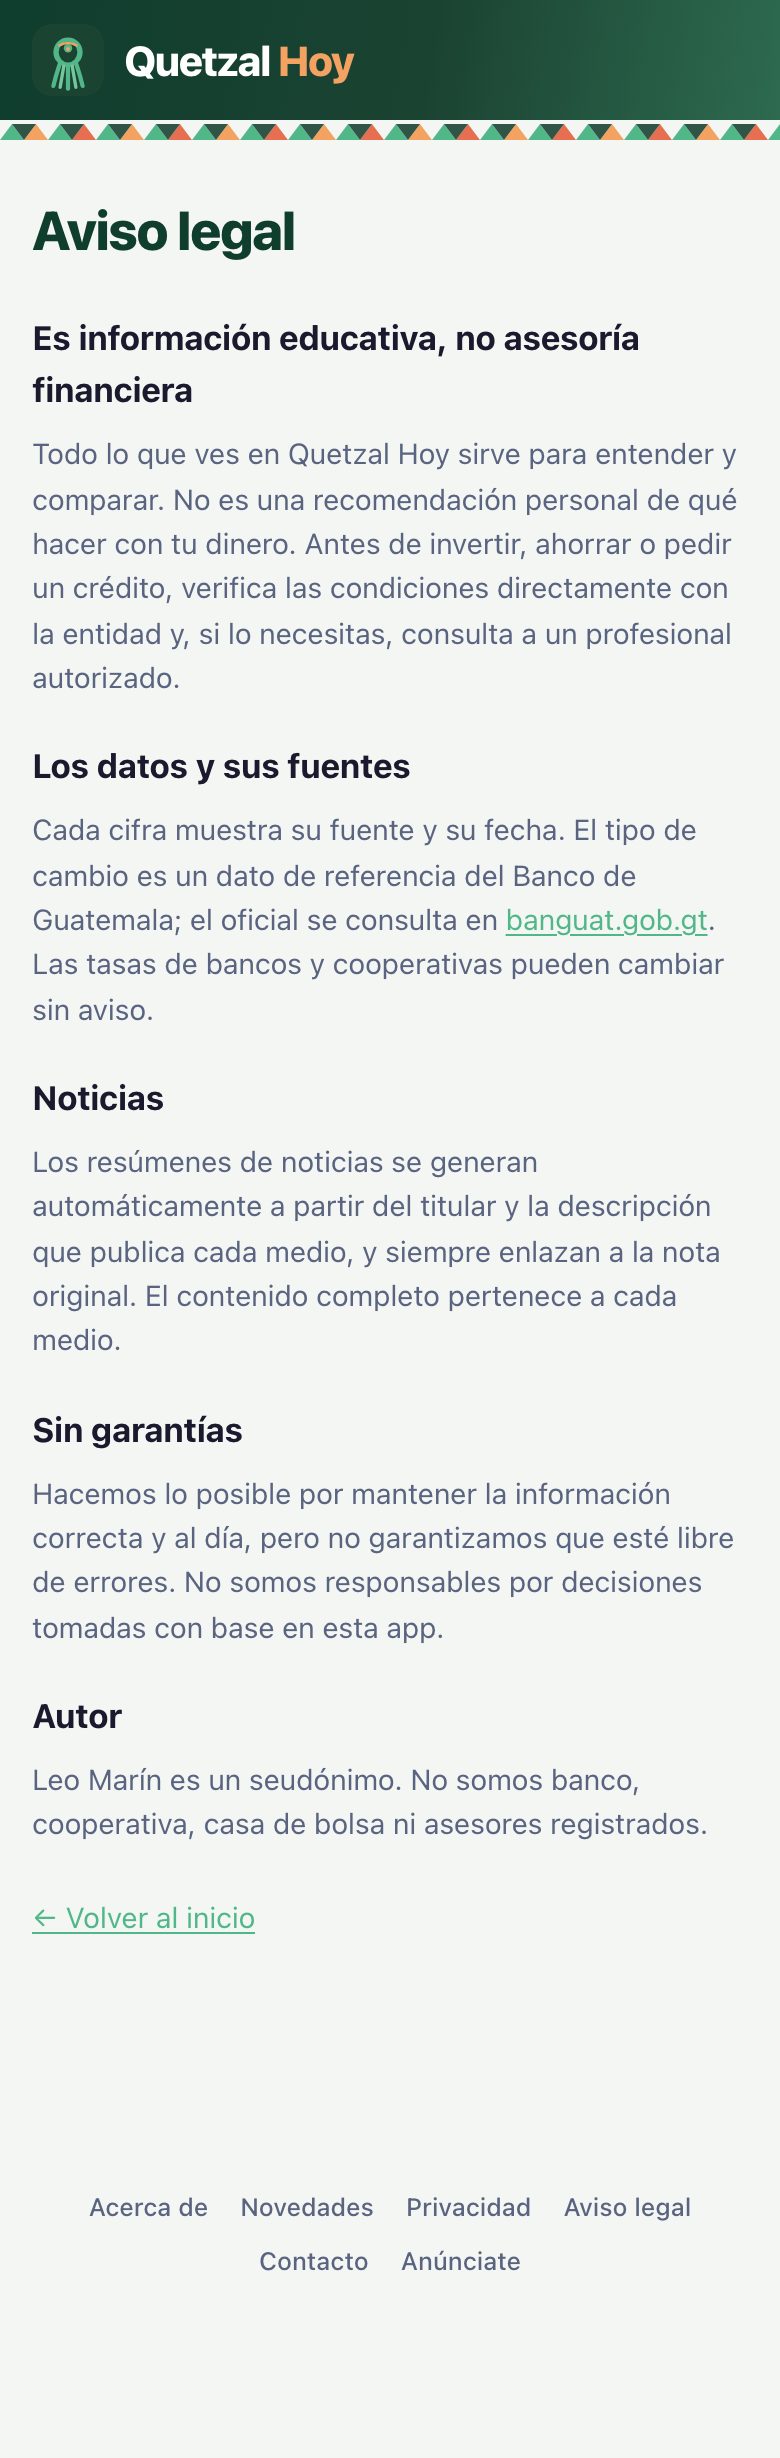 Quetzal Hoy
Aviso legal
Es información educativa, no asesoría
financiera
Todo lo que ves en Quetzal Hoy sirve para entender y
comparar. No es una recomendación personal de qué
hacer con tu dinero. Antes de invertir, ahorrar o pedir
un crédito, verifica las condiciones directamente con
la entidad y, si lo necesitas, consulta a un profesional
autorizado.
Los datos y sus fuentes
Cada cifra muestra su fuente y su fecha. El tipo de
cambio es un dato de referencia del Banco de
Guatemala; el oficial se consulta en banguat.gob.gt.
Las tasas de bancos y cooperativas pueden cambiar
sin aviso.
Noticias
Los resúmenes de noticias se generan
automáticamente a partir del titular y la descripción
que publica cada medio, y siempre enlazan a la nota
original. El contenido completo pertenece a cada
medio.
Sin garantías
Hacemos lo posible por mantener la información
correcta y al día, pero no garantizamos que esté libre
de errores. No somos responsables por decisiones
tomadas con base en esta app.
Autor
Leo Marín es un seudónimo. No somos banco,
cooperativa, casa de bolsa ni asesores registrados.
← Volver al inicio
Acerca de Novedades Privacidad Aviso legal
Contacto Anúnciate